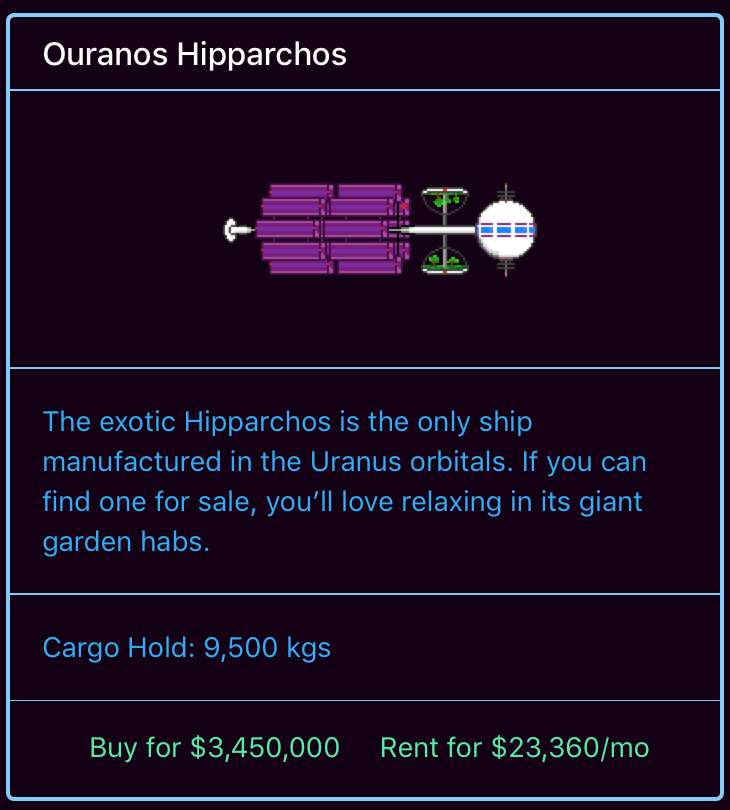 Ouranos Hipparchos
The exotic Hipparchos is the only ship
manufactured in the Uranus orbitals. If you can
find one for sale, you’ll love relaxing in its giant
garden habs.
Cargo Hold: 9,500 kgs
Buy for $3,450,000 Rent for $23,360/mo